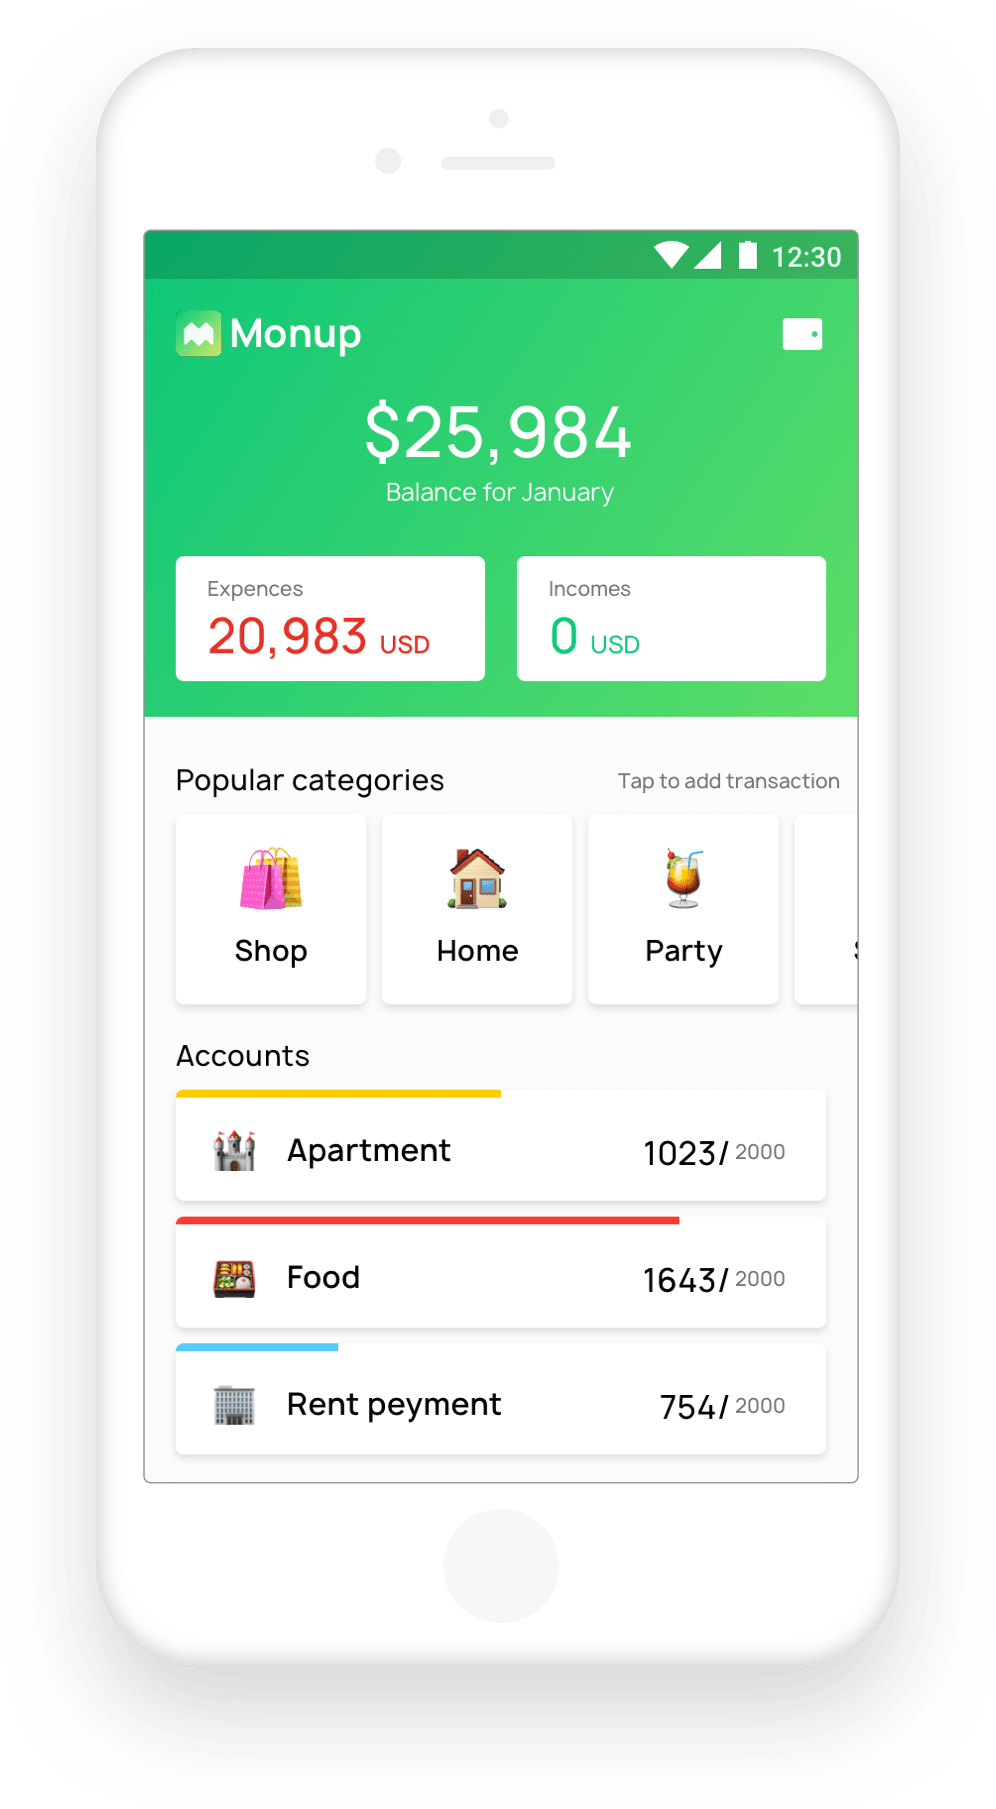 12:30
Monup
$25,984
Balance for January
Expences
20,983 USD
Incomes
0 USD
Popular categories
Tap to add transaction
Shop
Home
Party
Accounts
Apartment
1023/ 2000
Food
1643/ 2000
Rent peyment
754/ 2000